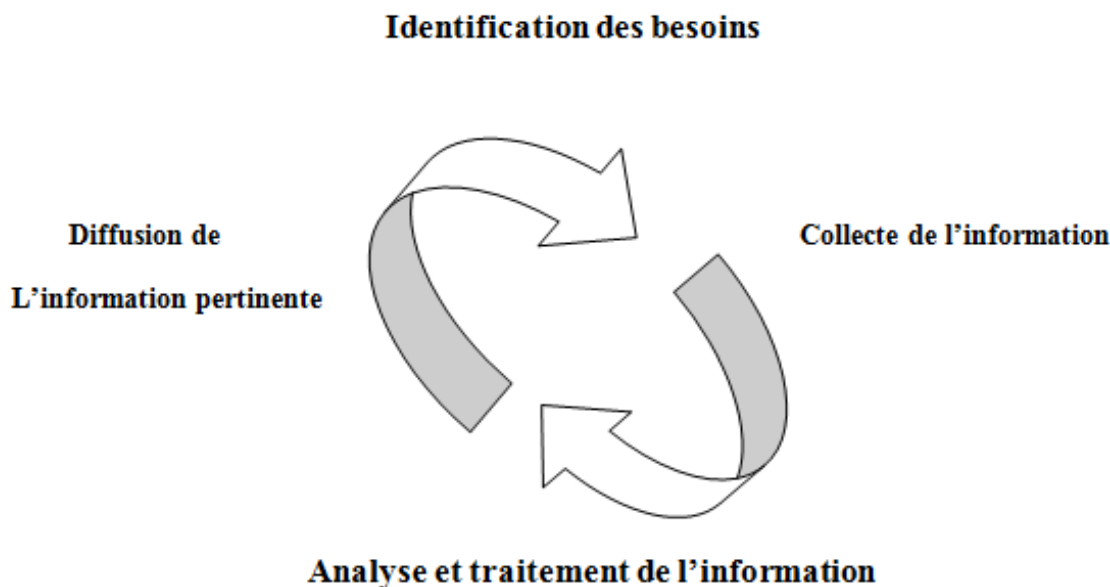 Identification des besoins
Diffusion de
Collecte de l’information
L’information pertinente
Analyse et traitement de l’information